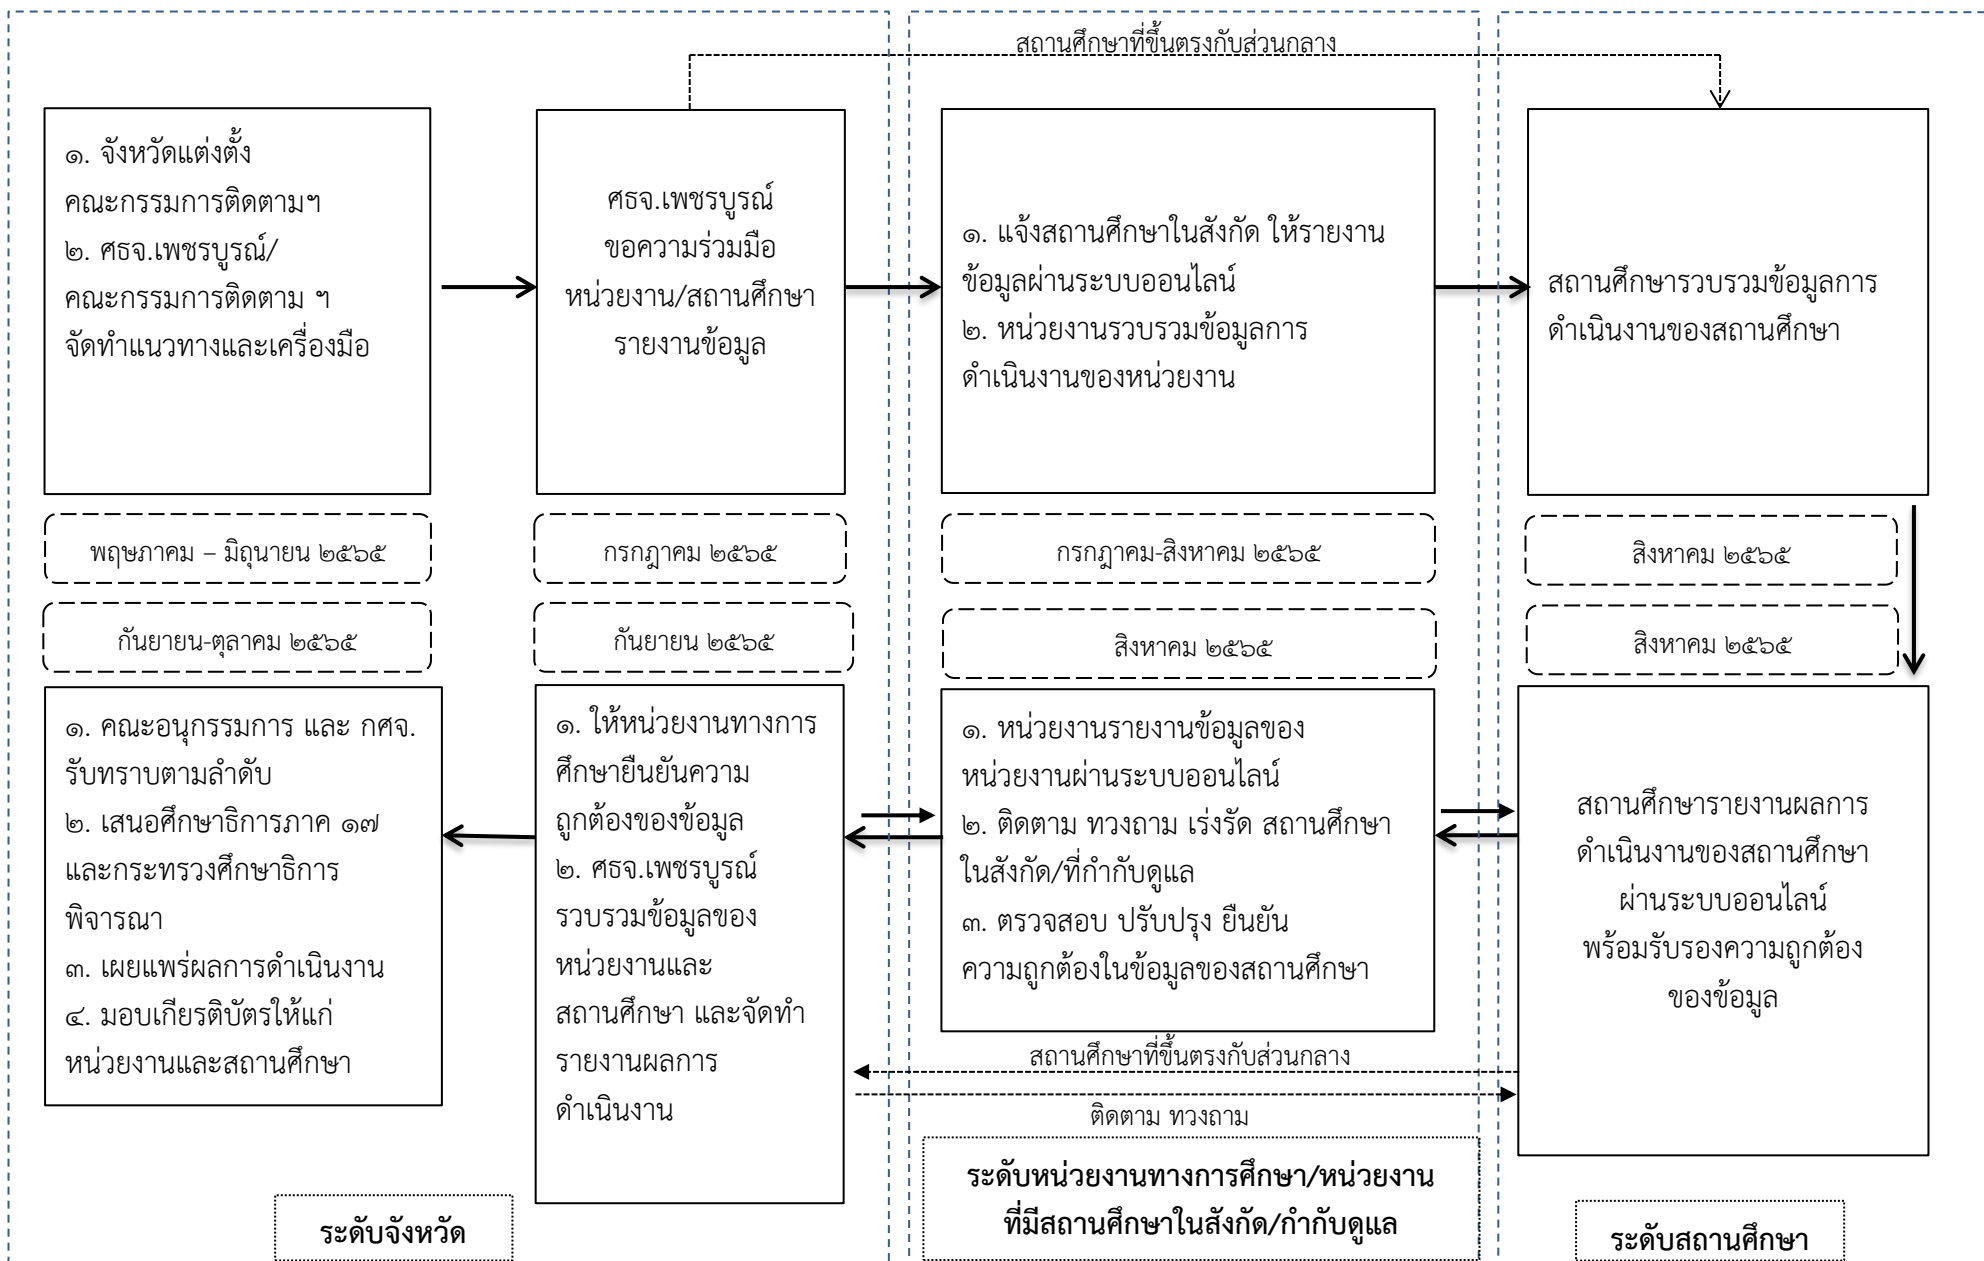 สถานศึกษาที่ขึ้นตรงกับส่วนกลาง
๑. จังหวัดแต่งตั้ง
คณะกรรมการติดตามฯ
๒. ศธจ.เพชรบูรณ์/
คณะกรรมการติดตาม ฯ
จัดทำแนวทางและเครื่องมือ
ศธจ.เพชรบูรณ์
ขอความร่วมมือ
หน่วยงาน/สถานศึกษา
รายงานข้อมูล
๑. แจ้งสถานศึกษาในสังกัด ให้รายงาน
ข้อมูลผ่านระบบออนไลน์
๒. หน่วยงานรวบรวมข้อมูลการ
ดำเนินงานของหน่วยงาน
สถานศึกษารวบรวมข้อมูลการ
ดำเนินงานของสถานศึกษา
พฤษภาคม – มิถุนายน ๒๕๖๕
กรกฎาคม ๒๕๖๕
กรกฎาคม-สิงหาคม ๒๕๖๕
สิงหาคม ๒๕๖๕
กันยายน-ตุลาคม ๒๕๖๕
กันยายน ๒๕๖๕
สิงหาคม ๒๕๖๕
สิงหาคม ๒๕๖๕
๑. คณะอนุกรรมการ และ กศจ.
รับทราบตามลำดับ
๒. เสนอศึกษาธิการภาค ๑๗
และกระทรวงศึกษาธิการ
พิจารณา
๓. เผยแพร่ผลการดำเนินงาน
๔. มอบเกียรติบัตรให้แก่
หน่วยงานและสถานศึกษา
๑. ให้หน่วยงานทางการ
ศึกษายืนยันความ
ถูกต้องของข้อมูล
๒. ศธจ.เพชรบูรณ์
รวบรวมข้อมูลของ
หน่วยงานและ
สถานศึกษา และจัดทำ
รายงานผลการ
ดำเนินงาน
๑. หน่วยงานรายงานข้อมูลของ
หน่วยงานผ่านระบบออนไลน์
๒. ติดตาม ทวงถาม เร่งรัด สถานศึกษา
ในสังกัด/ที่กำกับดูแล
๓. ตรวจสอบ ปรับปรุง ยืนยัน
ความถูกต้องในข้อมูลของสถานศึกษา
สถานศึกษารายงานผลการ
ดำเนินงานของสถานศึกษา
ผ่านระบบออนไลน์
พร้อมรับรองความถูกต้อง
ของข้อมูล
สถานศึกษาที่ขึ้นตรงกับส่วนกลาง
ติดตาม ทวงถาม
ระดับจังหวัด
ระดับหน่วยงานทางการศึกษา/หน่วยงาน
ที่มีสถานศึกษาในสังกัด/กำกับดูแล
ระดับสถานศึกษา